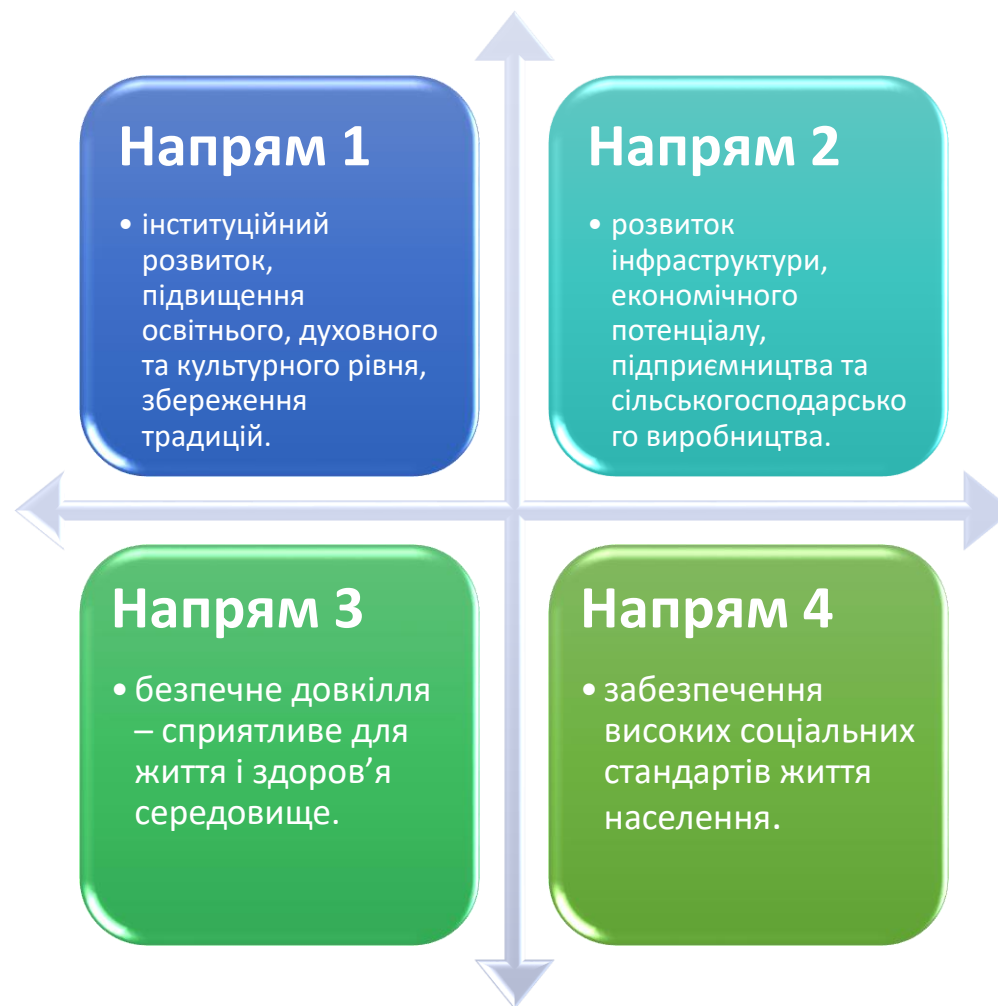 Напрям 1
• інституційний
розвиток,
підвищення
освітнього, духовного
та культурного рівня,
збереження
традицій.
Напрям 2
• розвиток
інфраструктури,
економічного
потенціалу,
підприємництва та
сільськогосподарсько
го виробництва.
Напрям 3
• безпечне довкілля
– сприятливе для
життя і здоров’я
середовище.
Напрям 4
• забезпечення
високих соціальних
стандартів життя
населення.